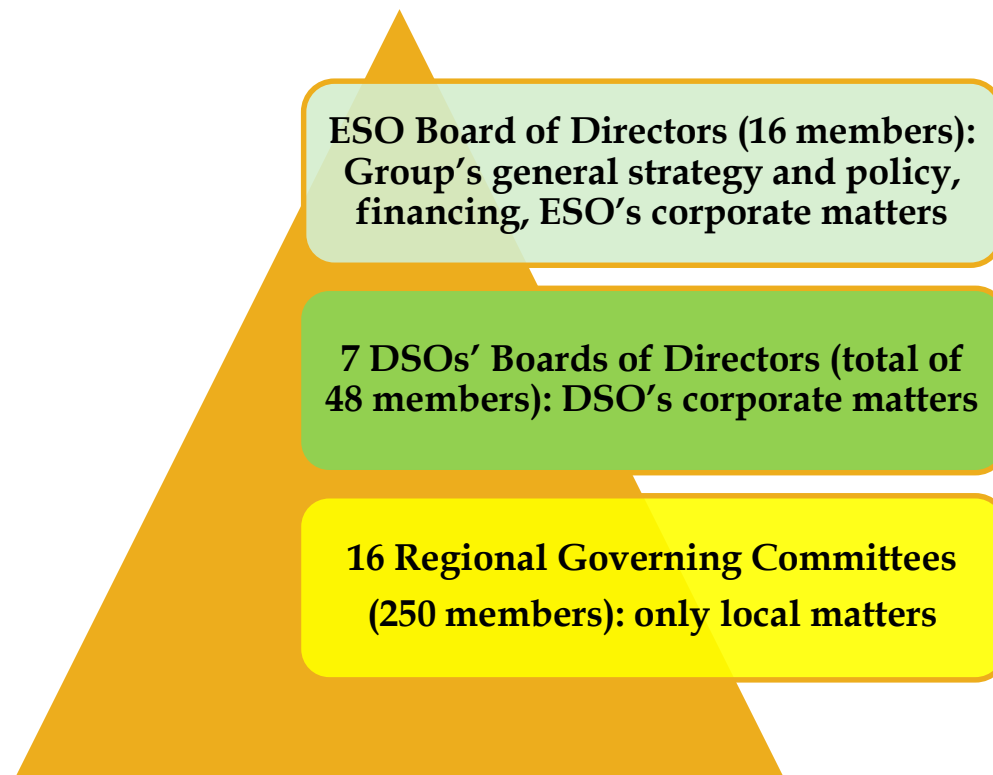 ESO Board of Directors (16 members):
Group’s general strategy and policy,
financing, ESO’s corporate matters
7 DSOs’ Boards of Directors (total of
48 members): DSO’s corporate matters
16 Regional Governing Committees
(250 members): only local matters